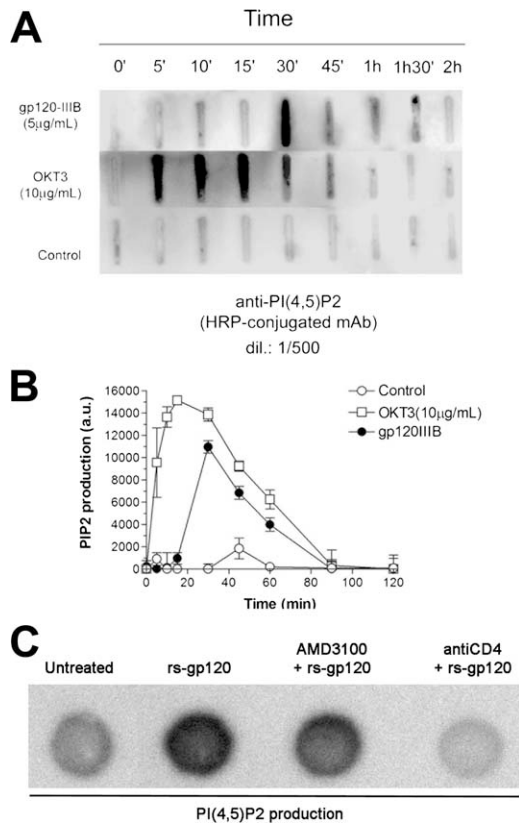 A
Time
0' 5' 10' 15' 30' 45' 1h 1h30' 2h
gp120-IIIB
(5µg/mL)
OKT3
(10µg/mL)
Control
anti-PI(4,5)P2
(HRP-conjugated mAb)
dil.: 1/500
B
PIP2 production (a.u.)
16000
14000
12000
10000
8000
6000
4000
2000
0
0 20 40 60 80 100 120
Time (min)
Control
OKT3(10µg/mL)
gp120IIIB
C
Untreated
rs-gp120
AMD3100
+ rs-gp120
antiCD4
+ rs-gp120
PI(4,5)P2 production